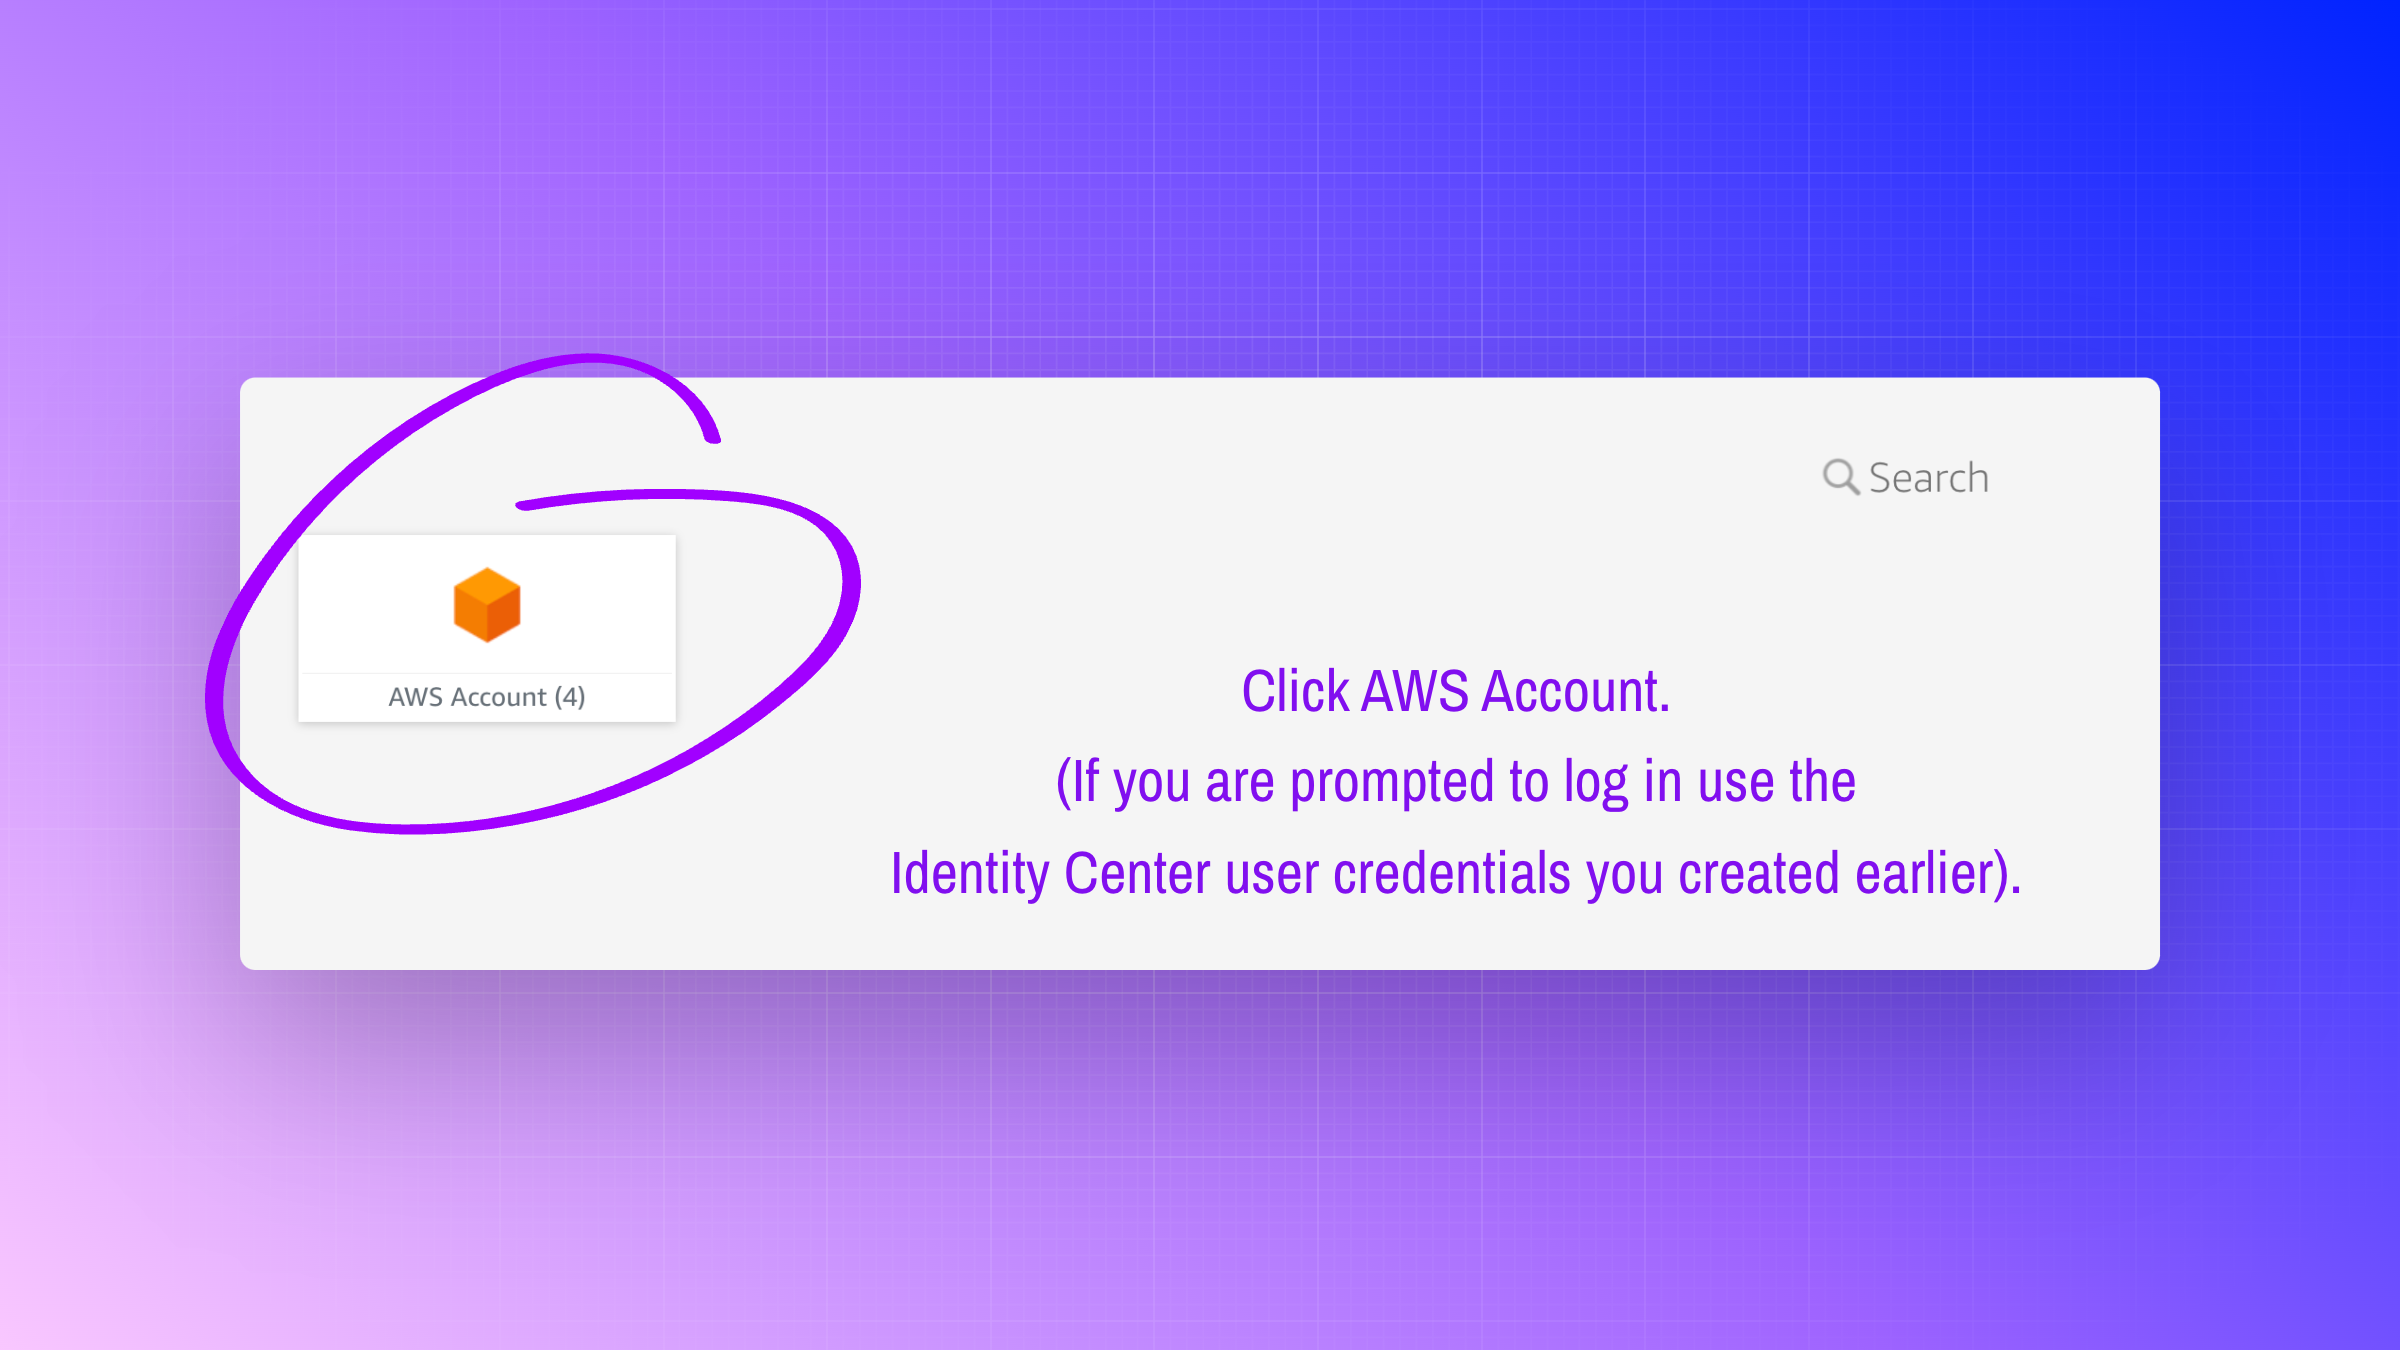 Search
AWS Account (4)
Click AWS Account.
(If you are prompted to log in use the
Identity Center user credentials you created earlier).